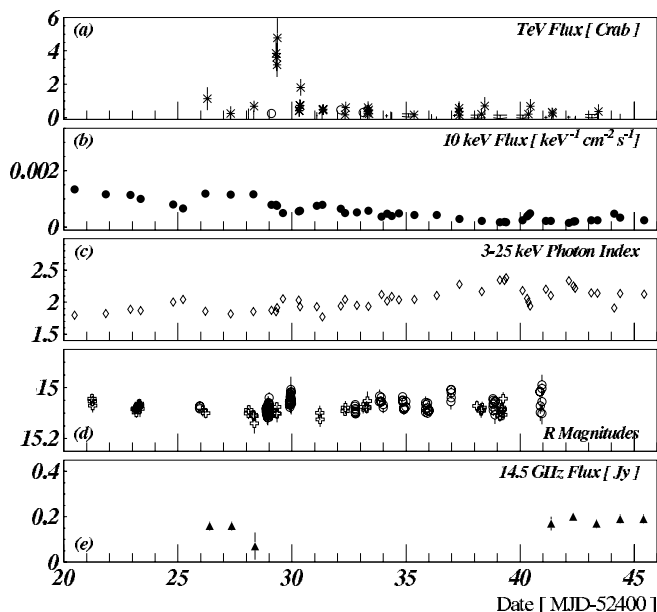 6
4
2
0
(a)
TeV Flux [ Crab]
0.002
0
(b)
10 keV Flux [ keV⁻¹ cm⁻² s⁻¹]
2.5
2
1.5
(c)
3-25 keV Photon Index
15
15.2
(d)
R Magnitudes
0.4
0.2
0
(e)
14.5 GHz Flux [ Jy]
20 25 30 35 40 45
Date [ MJD-52400]